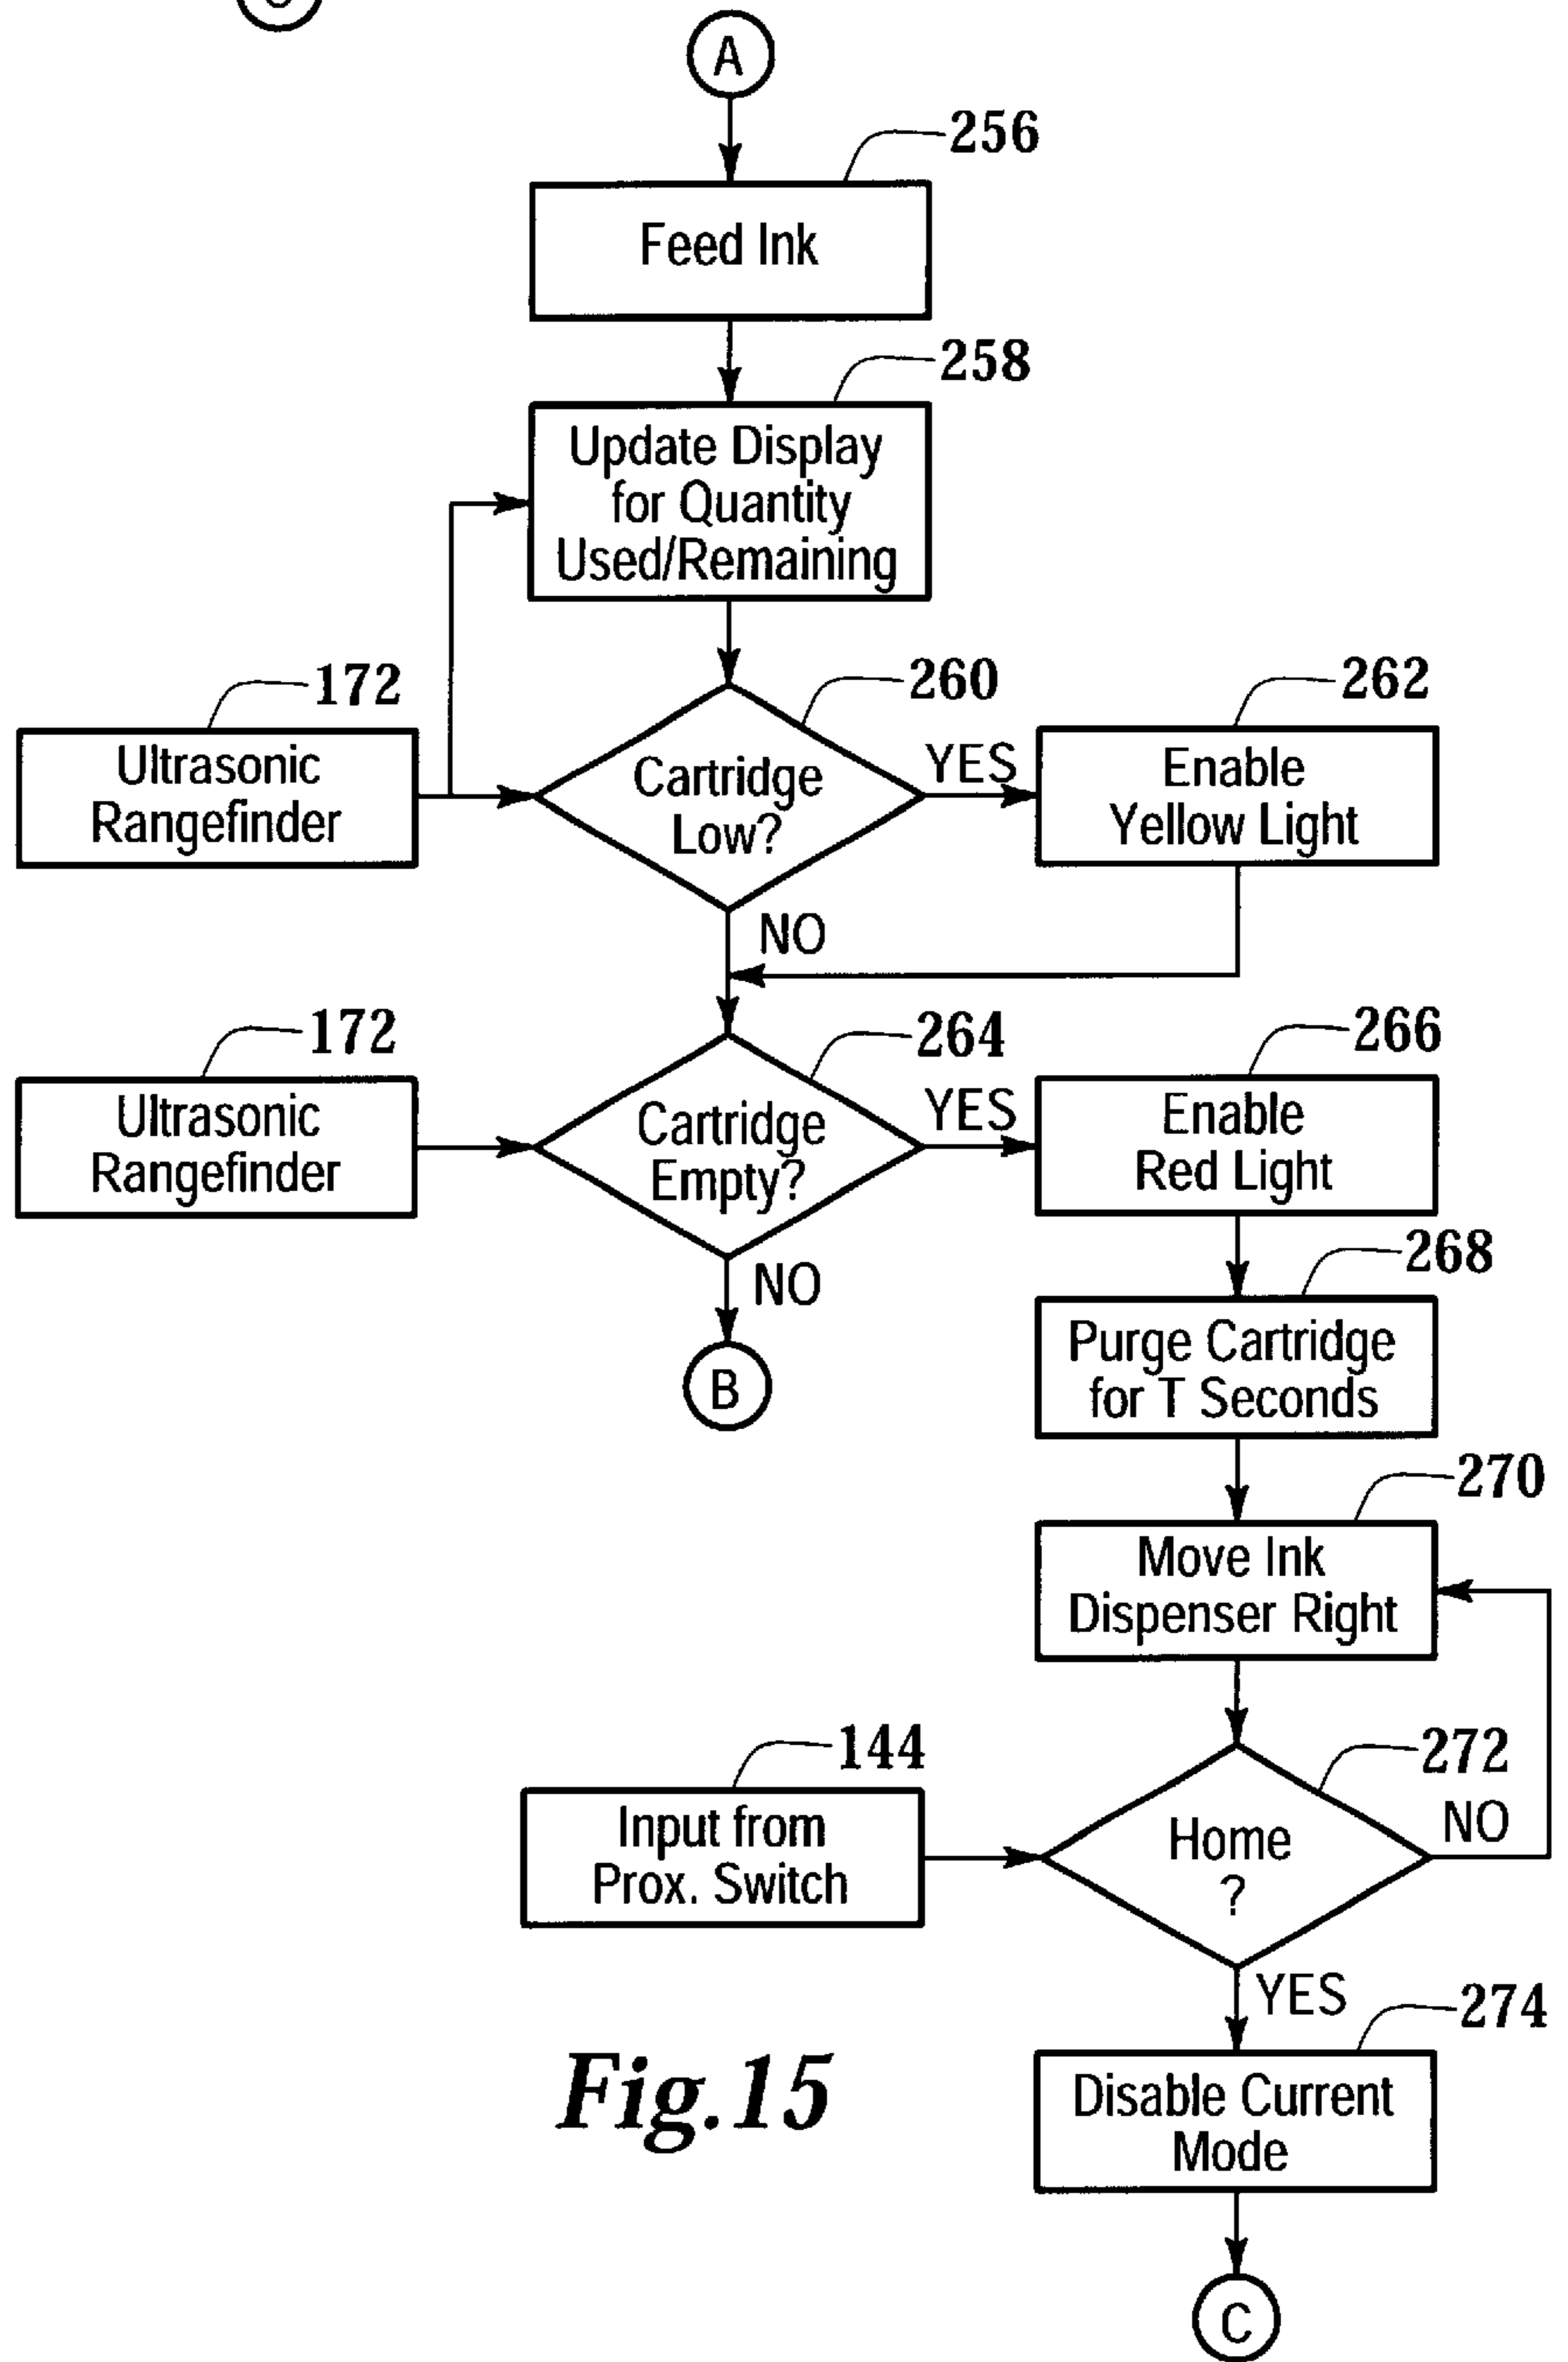 A
256
Feed Ink
258
Update Display
for Quantity
Used/Remaining
172
260
262
Ultrasonic
Rangefinder
Cartridge
Low?
YES
Enable
Yellow Light
NO
172
264
266
Ultrasonic
Rangefinder
Cartridge
Empty?
YES
Enable
Red Light
NO
268
B
Purge Cartridge
for T Seconds
270
Move Ink
Dispenser Right
144
272
Input from
Prox. Switch
Home
?
NO
YES
274
Fig.15
Disable Current
Mode
C